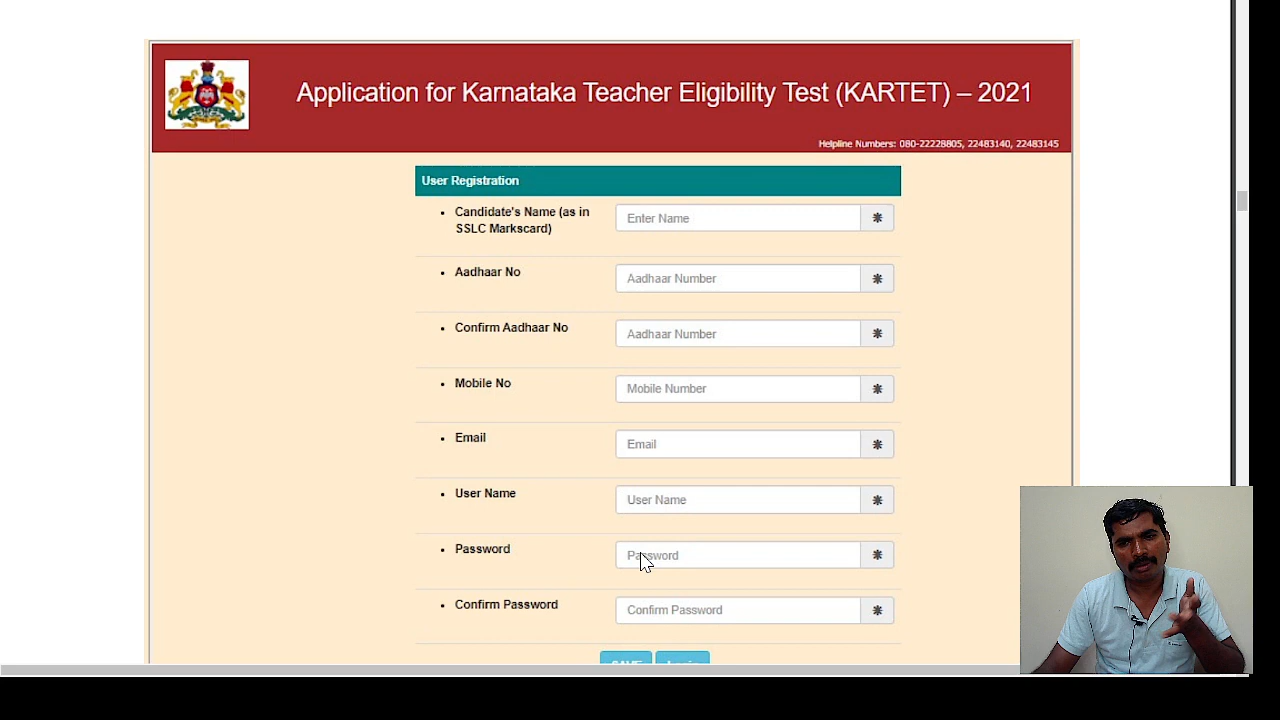 Application for Karnataka Teacher Eligibility Test (KARTET) – 2021
Helpline Numbers: 080-22228805, 22483140, 22483145
User Registration
Candidate's Name (as in
SSLC Markscard)
Enter Name
Aadhaar No
Aadhaar Number
Confirm Aadhaar No
Aadhaar Number
Mobile No
Mobile Number
Email
Email
User Name
User Name
Password
Password
Confirm Password
Confirm Password